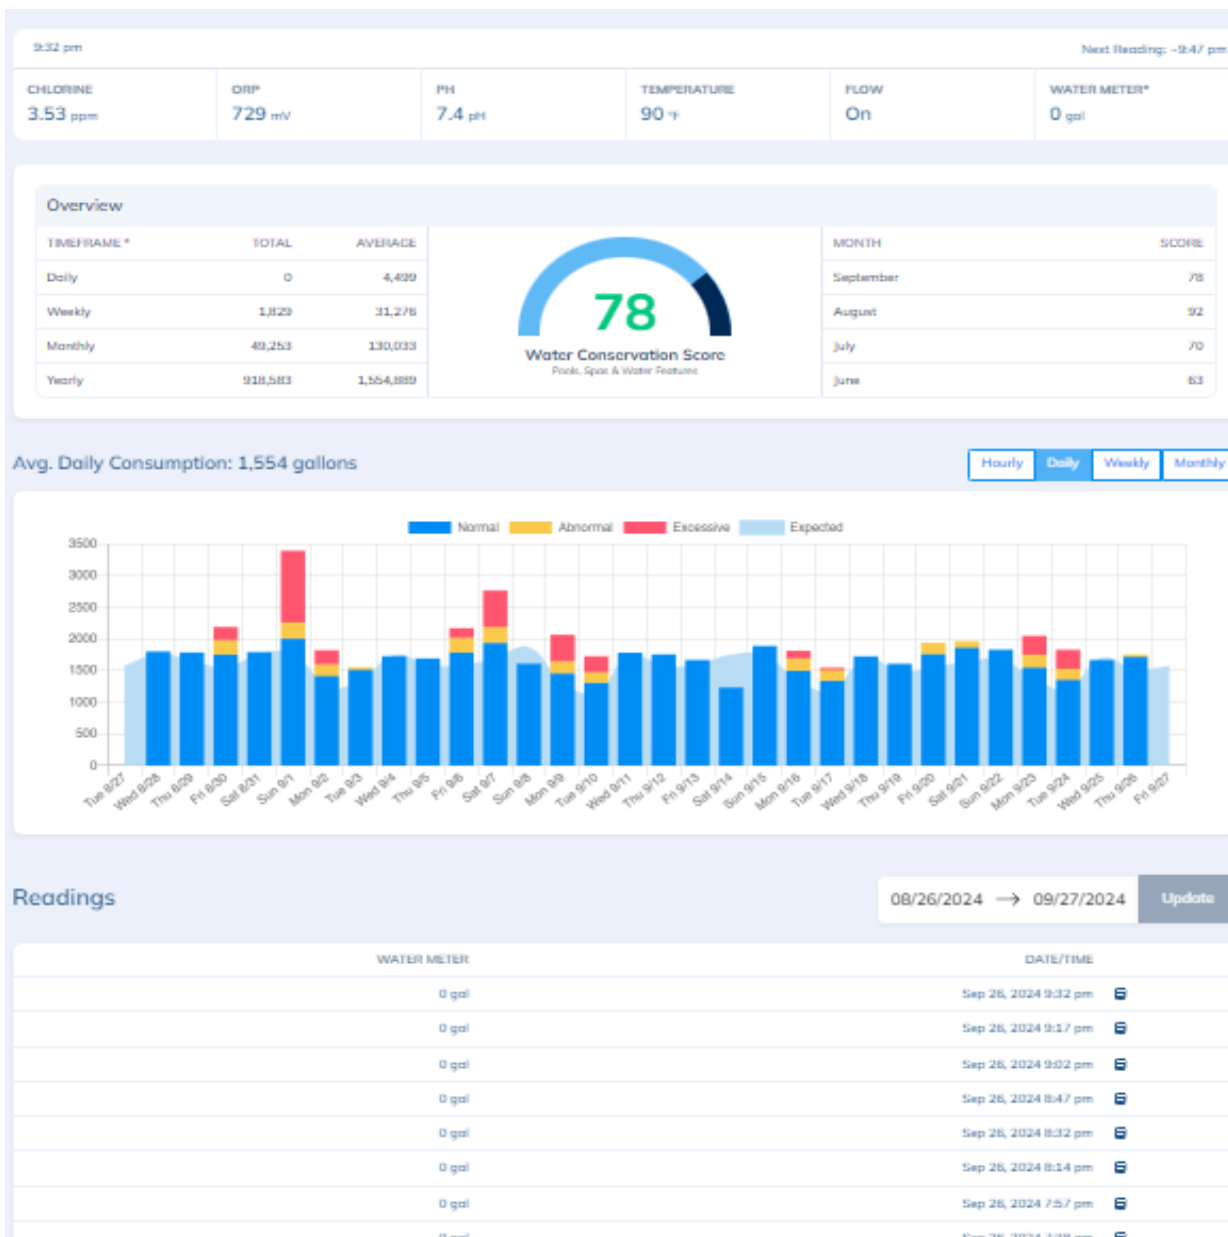 9:32 pm Next Reading: ~9:47 pm
CHLORINE ORP PH TEMPERATURE FLOW WATER METER*
3.53 ppm 729 mV 7.4 pH 90 °F On 0 gal
Overview
TIMEFRAME * TOTAL AVERAGE
Daily 0 4,499
Weekly 1,829 31,276
Monthly 49,253 130,033
Yearly 918,583 1,554,889
78
Water Conservation Score
Pools, Spas & Water Features
MONTH SCORE
September 78
August 92
July 70
June 63
Avg. Daily Consumption: 1,554 gallons
Hourly Daily Weekly Monthly
Normal Abnormal Excessive Expected
3500
3000
2500
2000
1500
1000
500
0
Tue 8/27 Wed 8/28 Thu 8/29 Fri 8/30 Sat 8/31 Sun 9/1 Mon 9/2 Tue 9/3 Wed 9/4 Thu 9/5 Fri 9/6 Sat 9/7 Sun 9/8 Mon 9/9 Tue 9/10 Wed 9/11 Thu 9/12 Fri 9/13 Sat 9/14 Sun 9/15 Mon 9/16 Tue 9/17 Wed 9/18 Thu 9/19 Fri 9/20 Sat 9/21 Sun 9/22 Mon 9/23 Tue 9/24 Wed 9/25 Thu 9/26 Fri 9/27
Readings 08/26/2024 → 09/27/2024 Update
WATER METER DATE/TIME
0 gal Sep 26, 2024 9:32 pm
0 gal Sep 26, 2024 9:17 pm
0 gal Sep 26, 2024 9:02 pm
0 gal Sep 26, 2024 8:47 pm
0 gal Sep 26, 2024 8:32 pm
0 gal Sep 26, 2024 8:14 pm
0 gal Sep 26, 2024 7:57 pm